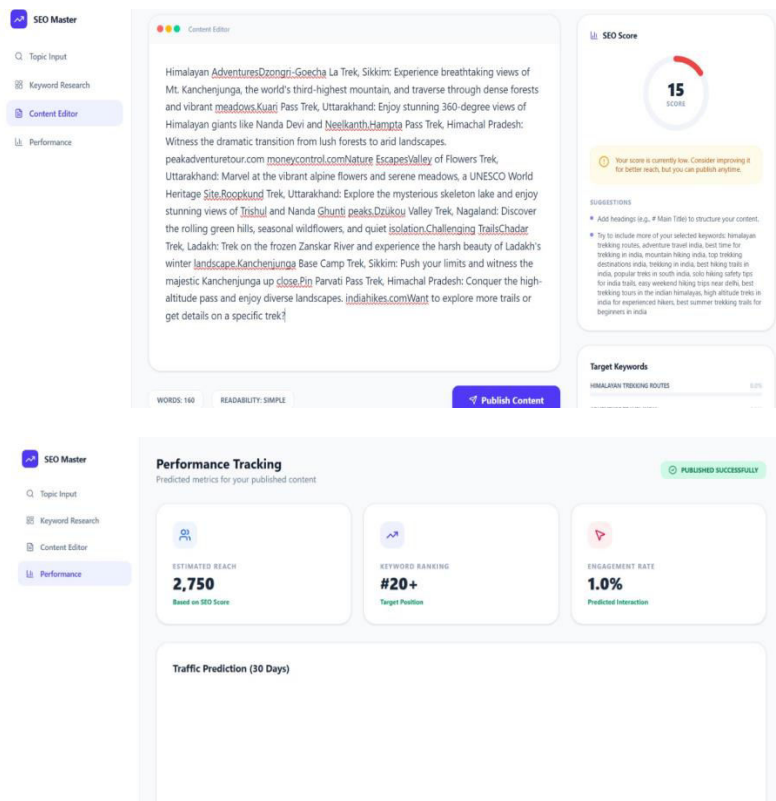 SEO Master
Topic Input
Keyword Research
Content Editor
Performance
Content Editor
Himalayan AdventuresDzongri-Goecha La Trek, Sikkim: Experience breathtaking views of
Mt. Kanchenjunga, the world's third-highest mountain, and traverse through dense forests
and vibrant meadows.Kuari Pass Trek, Uttarakhand: Enjoy stunning 360-degree views of
Himalayan giants like Nanda Devi and Neelkanth.Hampta Pass Trek, Himachal Pradesh:
Witness the dramatic transition from lush forests to arid landscapes.
peakadventuretour.com moneycontrol.comNature EscapesValley of Flowers Trek,
Uttarakhand: Marvel at the vibrant alpine flowers and serene meadows, a UNESCO World
Heritage Site.Roopkund Trek, Uttarakhand: Explore the mysterious skeleton lake and enjoy
stunning views of Trishul and Nanda Ghunti peaks.Dzükou Valley Trek, Nagaland: Discover
the rolling green hills, seasonal wildflowers, and quiet isolation.Challenging TrailsChadar
Trek, Ladakh: Trek on the frozen Zanskar River and experience the harsh beauty of Ladakh's
winter landscape.Kanchenjunga Base Camp Trek, Sikkim: Push your limits and witness the
majestic Kanchenjunga up close.Pin Parvati Pass Trek, Himachal Pradesh: Conquer the high-
altitude pass and enjoy diverse landscapes. indiahikes.comWant to explore more trails or
get details on a specific trek?
WORDS: 160
READABILITY: SIMPLE
Publish Content
SEO Score
15
SCORE
Your score is currently low. Consider improving it
for better reach, but you can publish anytime.
SUGGESTIONS
Add headings (e.g., # Main Title) to structure your content.
Try to include more of your selected keywords: himalayan
trekking routes, adventure travel india, best time for
trekking in india, mountain hiking india, top trekking
destinations india, trekking in india, best hiking trails in
india, popular treks in south india, solo hiking safety tips
for india trails, easy weekend hiking trips near delhi, best
trekking tours in the indian himalayas, high altitude treks in
india for experienced hikers, best summer trekking trails for
beginners in india
Target Keywords
HIMALAYAN TREKKING ROUTES
0.0%
SEO Master
Topic Input
Keyword Research
Content Editor
Performance
Performance Tracking
Predicted metrics for your published content
PUBLISHED SUCCESSFULLY
ESTIMATED REACH
2,750
Based on SEO Score
KEYWORD RANKING
#20+
Target Position
ENGAGEMENT RATE
1.0%
Predicted Interaction
Traffic Prediction (30 Days)